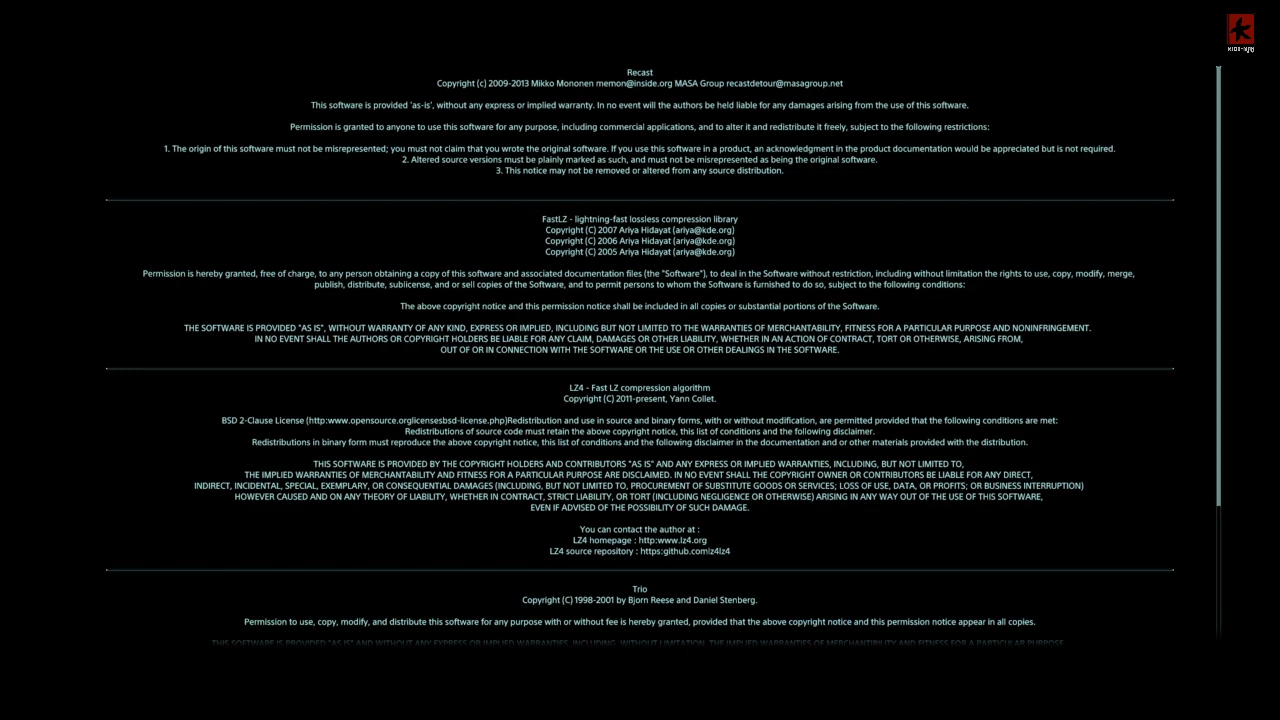 Recast
Copyright (c) 2009-2013 Mikko Mononen memon@inside.org MASA Group recastdetour@masagroup.net
This software is provided 'as-is', without any express or implied warranty. In no event will the authors be held liable for any damages arising from the use of this software.
Permission is granted to anyone to use this software for any purpose, including commercial applications, and to alter it and redistribute it freely, subject to the following restrictions:
1. The origin of this software must not be misrepresented; you must not claim that you wrote the original software. If you use this software in a product, an acknowledgment in the product documentation would be appreciated but is not required.
2. Altered source versions must be plainly marked as such, and must not be misrepresented as being the original software.
3. This notice may not be removed or altered from any source distribution.
FastLZ - lightning-fast lossless compression library
Copyright (C) 2007 Ariya Hidayat (ariya@kde.org)
Copyright (C) 2006 Ariya Hidayat (ariya@kde.org)
Copyright (C) 2005 Ariya Hidayat (ariya@kde.org)
Permission is hereby granted, free of charge, to any person obtaining a copy of this software and associated documentation files (the "Software"), to deal in the Software without restriction, including without limitation the rights to use, copy, modify, merge,
publish, distribute, sublicense, and or sell copies of the Software, and to permit persons to whom the Software is furnished to do so, subject to the following conditions:
The above copyright notice and this permission notice shall be included in all copies or substantial portions of the Software.
THE SOFTWARE IS PROVIDED "AS IS", WITHOUT WARRANTY OF ANY KIND, EXPRESS OR IMPLIED, INCLUDING BUT NOT LIMITED TO THE WARRANTIES OF MERCHANTABILITY, FITNESS FOR A PARTICULAR PURPOSE AND NONINFRINGEMENT.
IN NO EVENT SHALL THE AUTHORS OR COPYRIGHT HOLDERS BE LIABLE FOR ANY CLAIM, DAMAGES OR OTHER LIABILITY, WHETHER IN AN ACTION OF CONTRACT, TORT OR OTHERWISE, ARISING FROM,
OUT OF OR IN CONNECTION WITH THE SOFTWARE OR THE USE OR OTHER DEALINGS IN THE SOFTWARE.
LZ4 - Fast LZ compression algorithm
Copyright (C) 2011-present, Yann Collet.
BSD 2-Clause License (http:www.opensource.orglicensesbsd-license.php)Redistribution and use in source and binary forms, with or without modification, are permitted provided that the following conditions are met:
Redistributions of source code must retain the above copyright notice, this list of conditions and the following disclaimer.
Redistributions in binary form must reproduce the above copyright notice, this list of conditions and the following disclaimer in the documentation and or other materials provided with the distribution.
THIS SOFTWARE IS PROVIDED BY THE COPYRIGHT HOLDERS AND CONTRIBUTORS "AS IS" AND ANY EXPRESS OR IMPLIED WARRANTIES, INCLUDING, BUT NOT LIMITED TO,
THE IMPLIED WARRANTIES OF MERCHANTABILITY AND FITNESS FOR A PARTICULAR PURPOSE ARE DISCLAIMED. IN NO EVENT SHALL THE COPYRIGHT OWNER OR CONTRIBUTORS BE LIABLE FOR ANY DIRECT,
INDIRECT, INCIDENTAL, SPECIAL, EXEMPLARY, OR CONSEQUENTIAL DAMAGES (INCLUDING, BUT NOT LIMITED TO, PROCUREMENT OF SUBSTITUTE GOODS OR SERVICES; LOSS OF USE, DATA, OR PROFITS; OR BUSINESS INTERRUPTION)
HOWEVER CAUSED AND ON ANY THEORY OF LIABILITY, WHETHER IN CONTRACT, STRICT LIABILITY, OR TORT (INCLUDING NEGLIGENCE OR OTHERWISE) ARISING IN ANY WAY OUT OF THE USE OF THIS SOFTWARE,
EVEN IF ADVISED OF THE POSSIBILITY OF SUCH DAMAGE.
You can contact the author at :
LZ4 homepage : http:www.lz4.org
LZ4 source repository : https:github.comlz4lz4
Trio
Copyright (C) 1998-2001 by Bjorn Reese and Daniel Stenberg.
Permission to use, copy, modify, and distribute this software for any purpose with or without fee is hereby granted, provided that the above copyright notice and this permission notice appear in all copies.
THIS SOFTWARE IS PROVIDED "AS IS" AND WITHOUT ANY EXPRESS OR IMPLIED WARRANTIES, INCLUDING, WITHOUT LIMITATION, THE IMPLIED WARRANTIES OF MERCHANTIBILITY AND FITNESS FOR A PARTICULAR PURPOSE